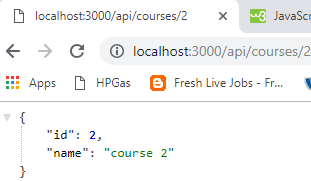 localhost:3000/api/courses/2
JavaScr
localhost:3000/api/courses/2
Apps
HPGas
Fresh Live Jobs - Fr...
{
"id": 2,
"name": "course 2"
}